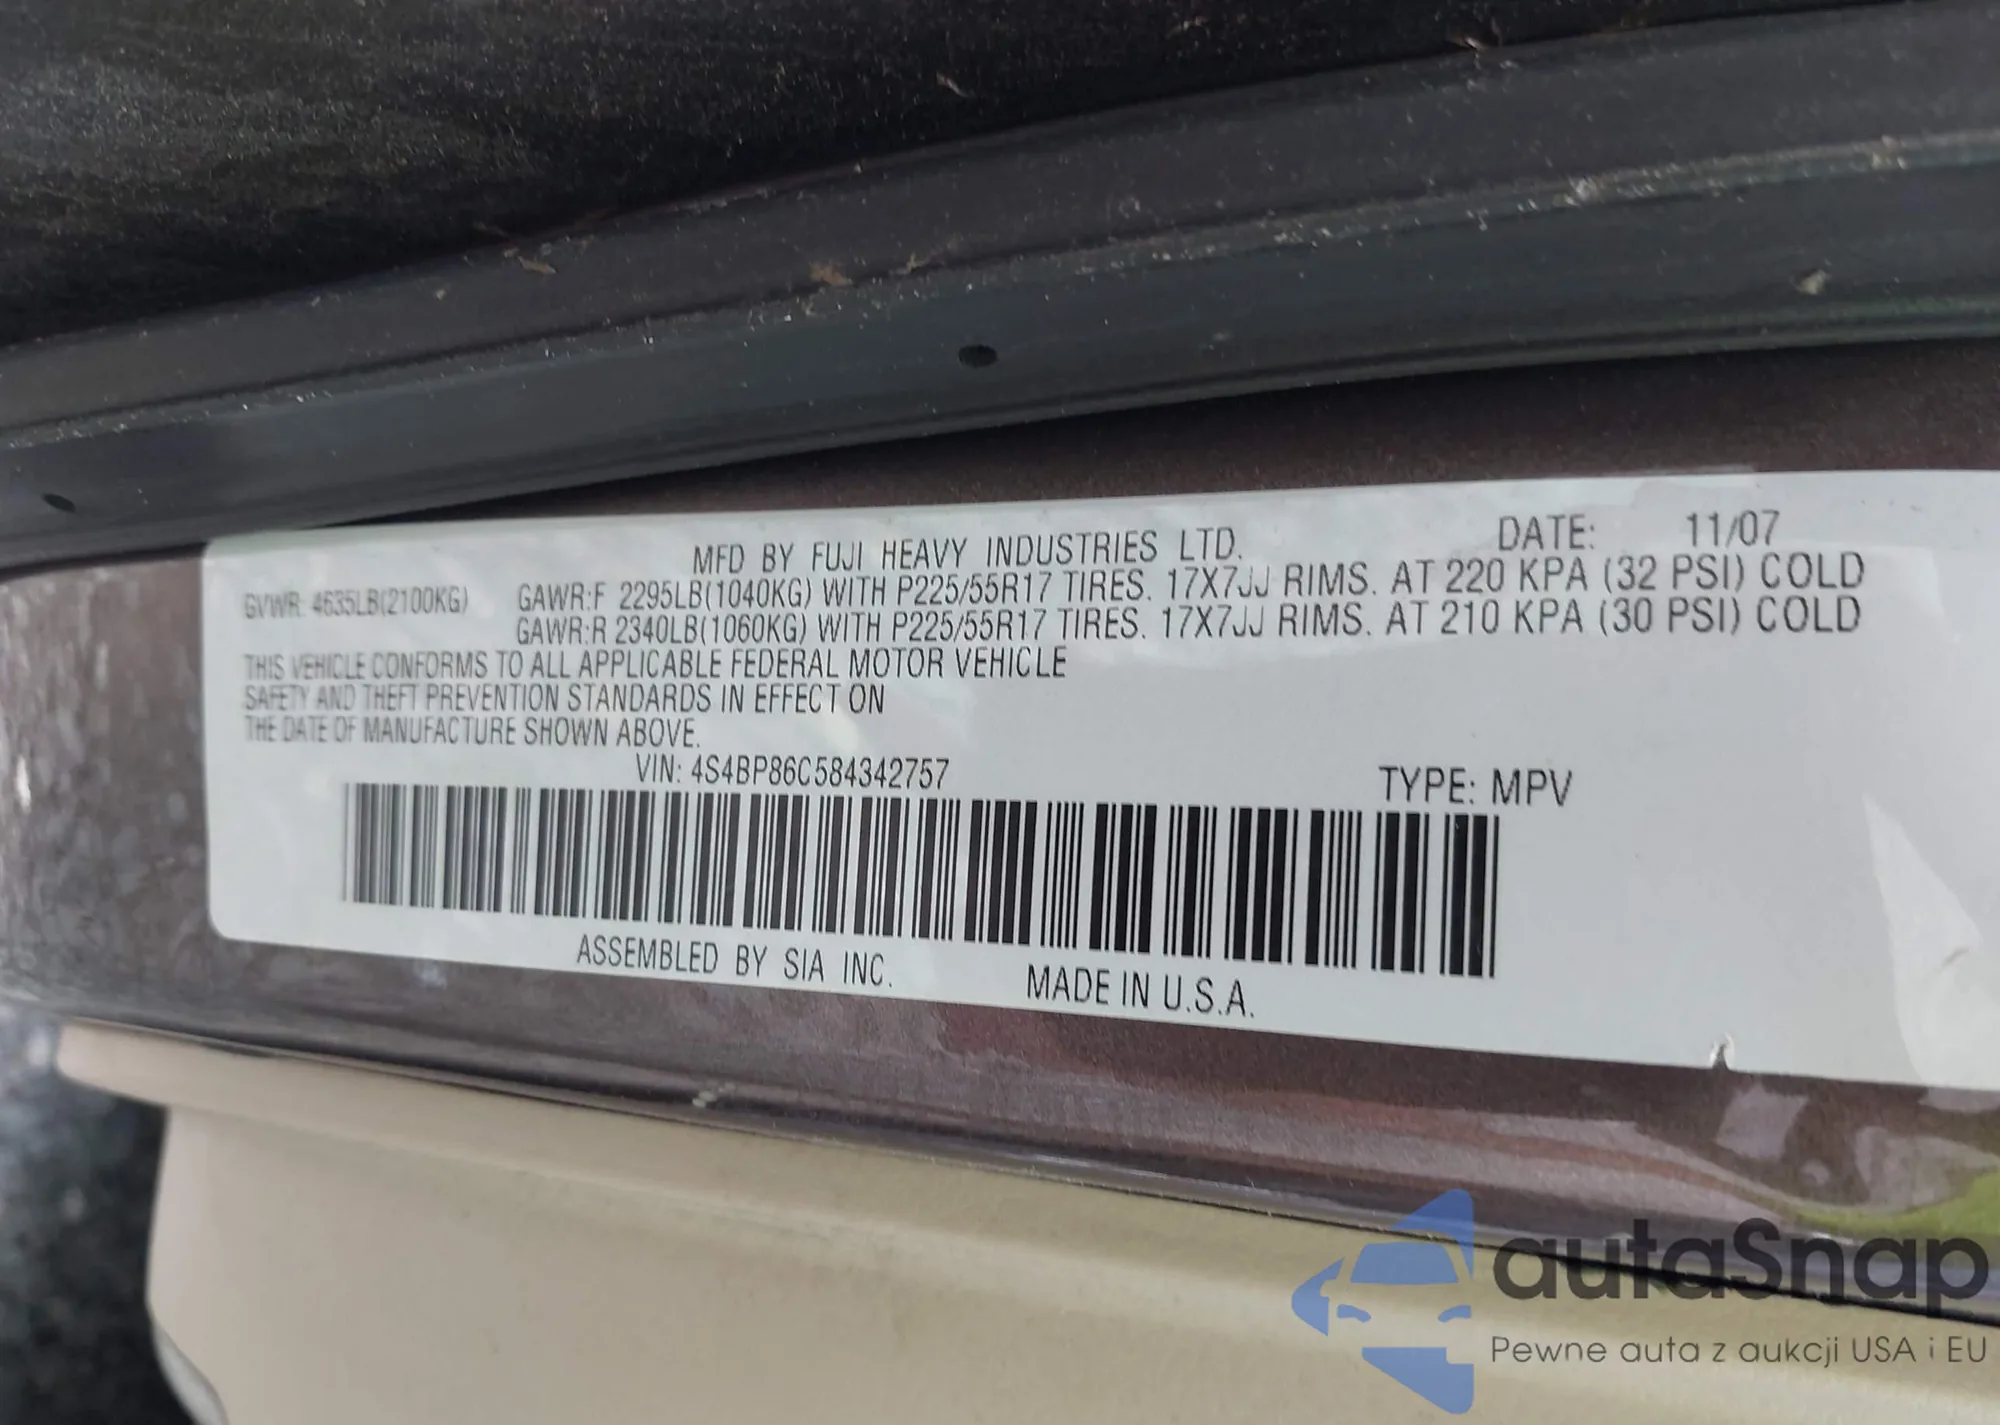 MFD BY FUJI HEAVY INDUSTRIES LTD. DATE: 11/07
GVWR: 4635LB(2100KG) GAWR:F 2295LB(1040KG) WITH P225/55R17 TIRES. 17X7JJ RIMS. AT 220 KPA (32 PSI) COLD
GAWR:R 2340LB(1060KG) WITH P225/55R17 TIRES. 17X7JJ RIMS. AT 210 KPA (30 PSI) COLD
THIS VEHICLE CONFORMS TO ALL APPLICABLE FEDERAL MOTOR VEHICLE
SAFETY AND THEFT PREVENTION STANDARDS IN EFFECT ON
THE DATE OF MANUFACTURE SHOWN ABOVE.
VIN: 4S4BP86C584342757 TYPE: MPV
ASSEMBLED BY SIA INC. MADE IN U.S.A.
autaSnap
Pewne auta z aukcji USA i EU